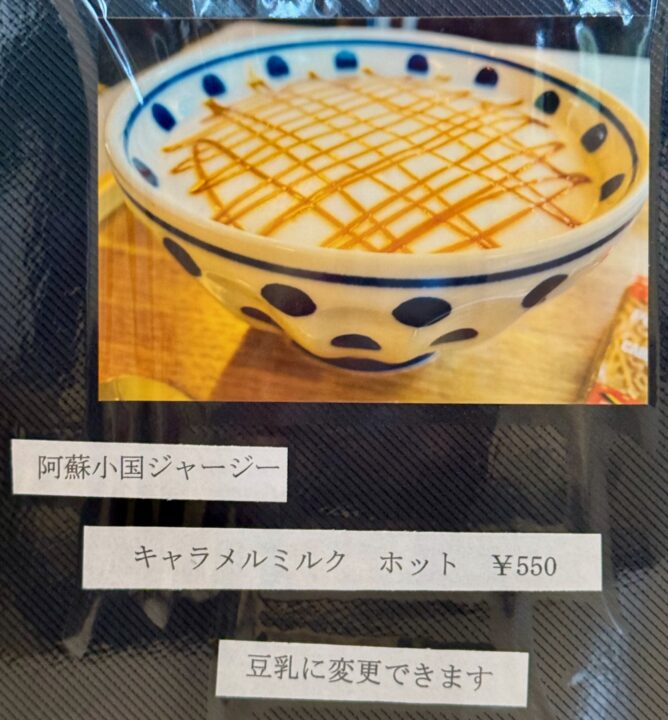 阿蘇小国ジャージー
キャラメルミルク　ホット　￥550
豆乳に変更できます